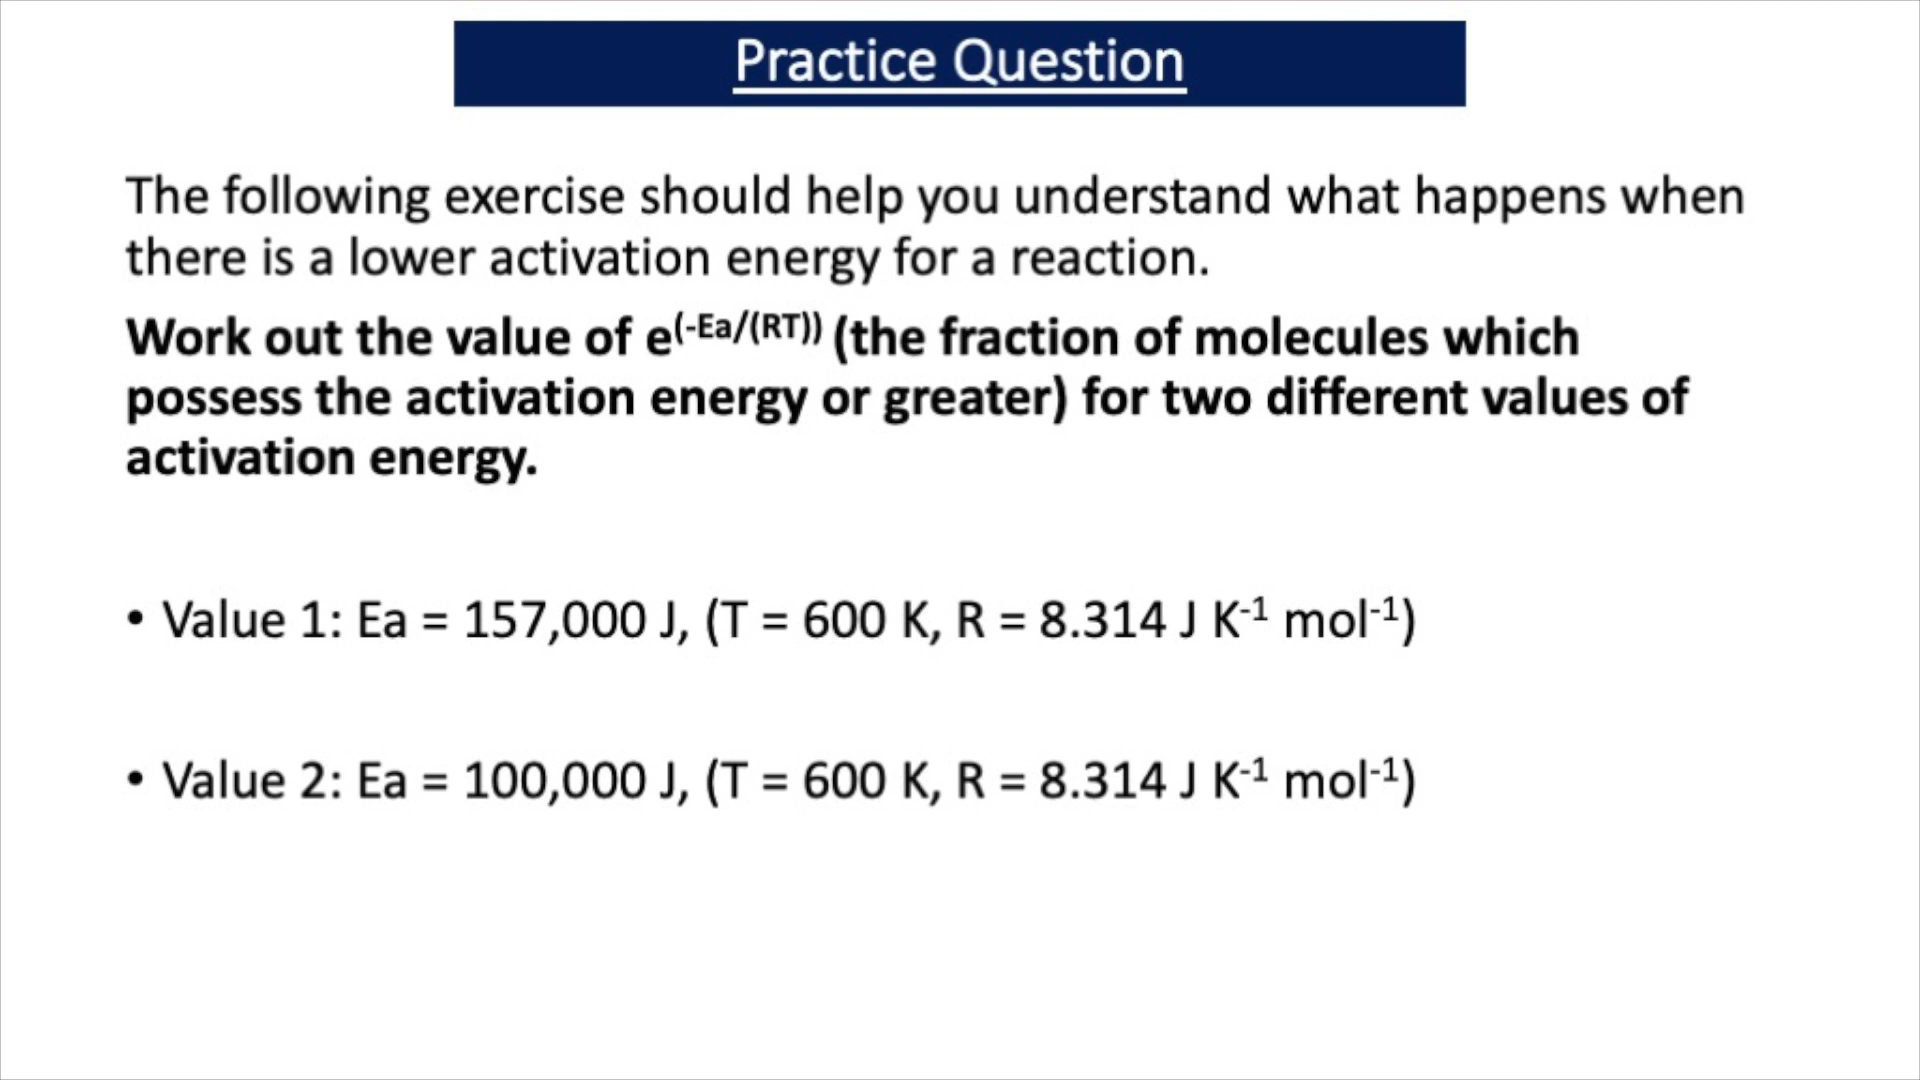 Practice Question
The following exercise should help you understand what happens when
there is a lower activation energy for a reaction.
Work out the value of e⁽⁻ᴱᵃ/⁽ᴿᵀ⁾⁾ (the fraction of molecules which
possess the activation energy or greater) for two different values of
activation energy.
• Value 1: Ea = 157,000 J, (T = 600 K, R = 8.314 J K⁻¹ mol⁻¹)
• Value 2: Ea = 100,000 J, (T = 600 K, R = 8.314 J K⁻¹ mol⁻¹)